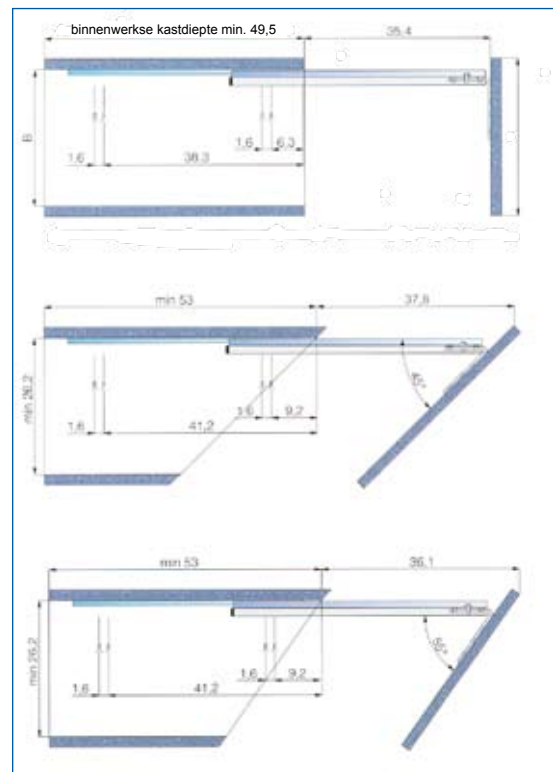 binnenwerkse kastdiepte min. 49,5
35,4
B
1,6
6,3
1,6
38,3
min 53
37,8
min 26,2
45°
1,6
9,2
1,6
41,2
min 53
36,1
min 26,2
55°
1,6
9,2
1,6
41,2